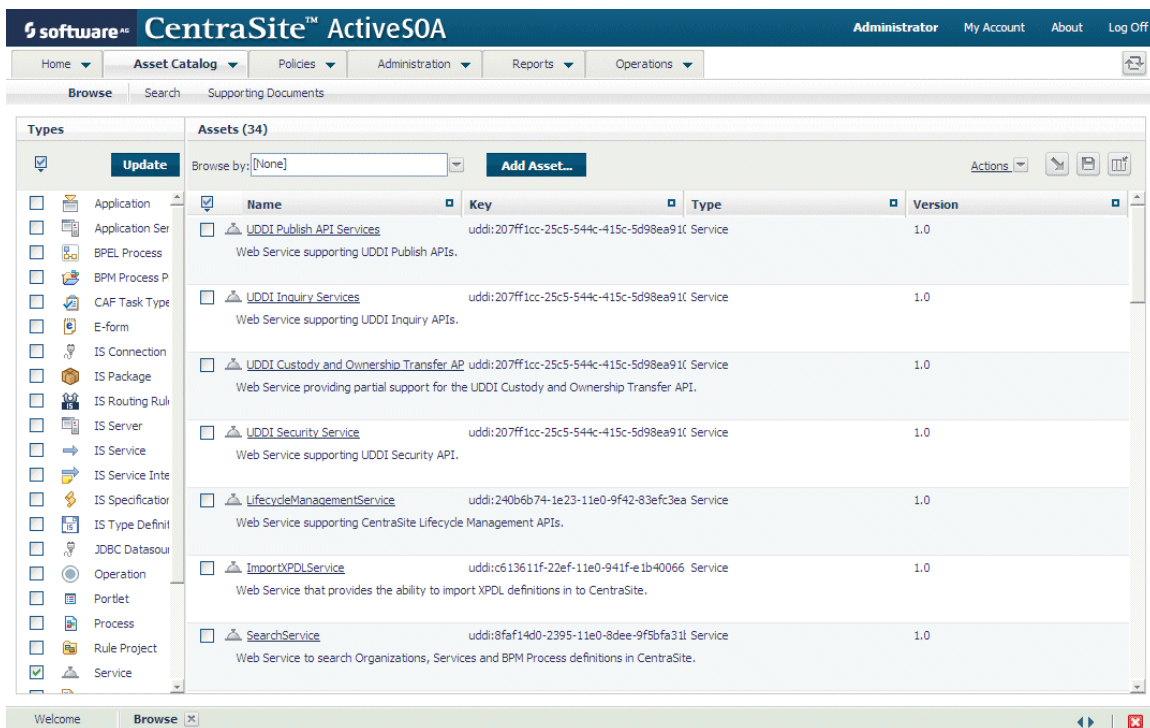 software AG CentraSite™ ActiveSOA Administrator My Account About Log Off
Home Asset Catalog Policies Administration Reports Operations
Browse Search Supporting Documents
Types Assets (34)
Update Browse by: [None] Add Asset... Actions
Name Key Type Version
Application
Application Ser
BPEL Process
BPM Process P
CAF Task Type
E-form
IS Connection
IS Package
IS Routing Rul
IS Server
IS Service
IS Service Inte
IS Specification
IS Type Definit
JDBC Datasour
Operation
Portlet
Process
Rule Project
Service
UDDI Publish API Services uddi:207ff1cc-25c5-544c-415c-5d98ea910 Service 1.0
Web Service supporting UDDI Publish APIs.
UDDI Inquiry Services uddi:207ff1cc-25c5-544c-415c-5d98ea910 Service 1.0
Web Service supporting UDDI Inquiry APIs.
UDDI Custody and Ownership Transfer AP uddi:207ff1cc-25c5-544c-415c-5d98ea910 Service 1.0
Web Service providing partial support for the UDDI Custody and Ownership Transfer API.
UDDI Security Service uddi:207ff1cc-25c5-544c-415c-5d98ea910 Service 1.0
Web Service supporting UDDI Security API.
LifecycleManagementService uddi:240b6b74-1e23-11e0-9f42-83efc3ea Service 1.0
Web Service supporting CentraSite Lifecycle Management APIs.
ImportXPDLService uddi:c613611f-22ef-11e0-941f-e1b40066 Service 1.0
Web Service that provides the ability to import XPDL definitions in to CentraSite.
SearchService uddi:8faf14d0-2395-11e0-8dee-9f5bfa31b Service 1.0
Web Service to search Organizations, Services and BPM Process definitions in CentraSite.
Welcome Browse